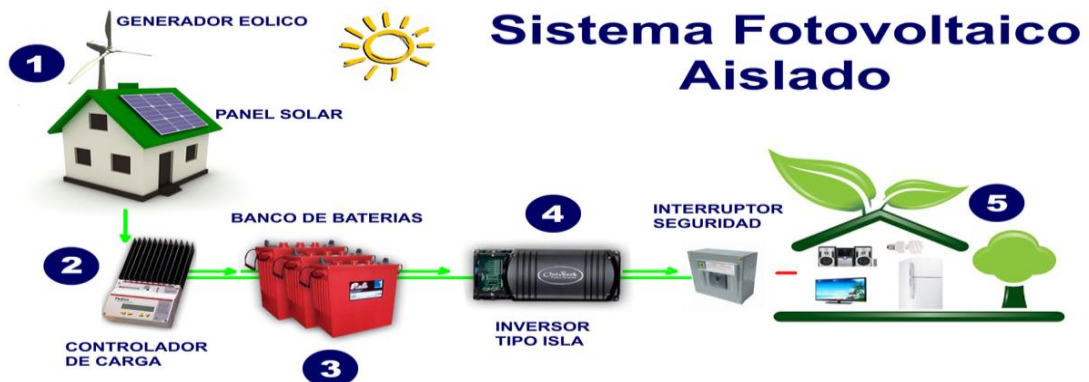 GENERADOR EOLICO
Sistema Fotovoltaico
Aislado
1
PANEL SOLAR
BANCO DE BATERIAS
4
INTERRUPTOR
SEGURIDAD
5
2
CONTROLADOR
DE CARGA
3
INVERSOR
TIPO ISLA